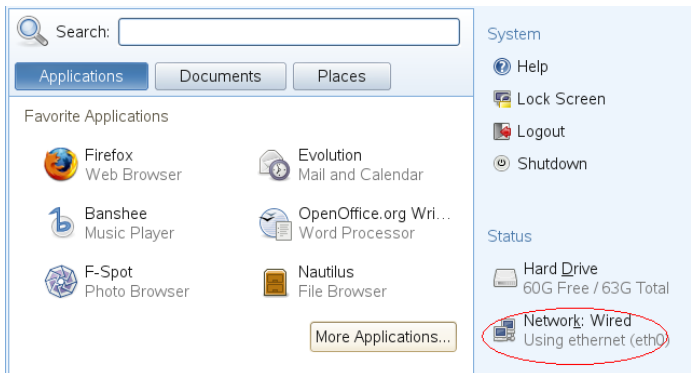 Search:
Applications
Documents
Places
Favorite Applications
Firefox
Web Browser
Evolution
Mail and Calendar
Banshee
Music Player
OpenOffice.org Wri...
Word Processor
F-Spot
Photo Browser
Nautilus
File Browser
More Applications...
System
Help
Lock Screen
Logout
Shutdown
Status
Hard Drive
60G Free / 63G Total
Network: Wired
Using ethernet (eth0)